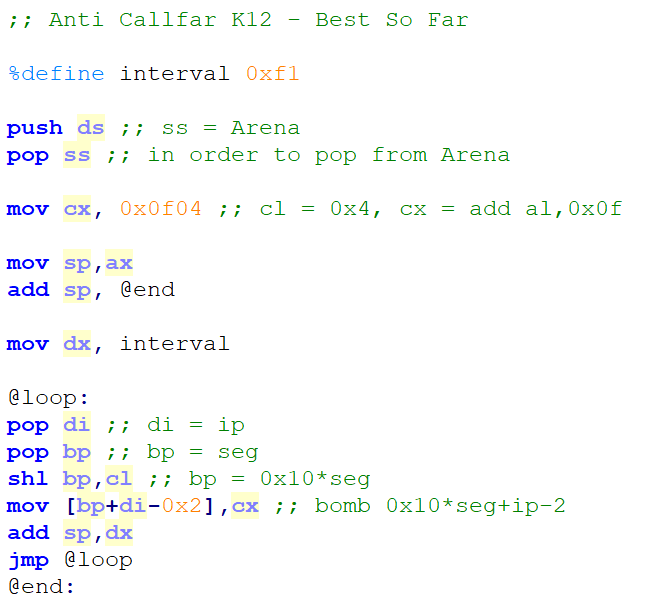 ;; Anti Callfar K12 - Best So Far
%define interval 0xf1
push ds ;; ss = Arena
pop ss ;; in order to pop from Arena
mov cx, 0x0f04 ;; cl = 0x4, cx = add al,0x0f
mov sp,ax
add sp, @end
mov dx, interval
@loop:
pop di ;; di = ip
pop bp ;; bp = seg
shl bp,cl ;; bp = 0x10*seg
mov [bp+di-0x2],cx ;; bomb 0x10*seg+ip-2
add sp,dx
jmp @loop
@end: